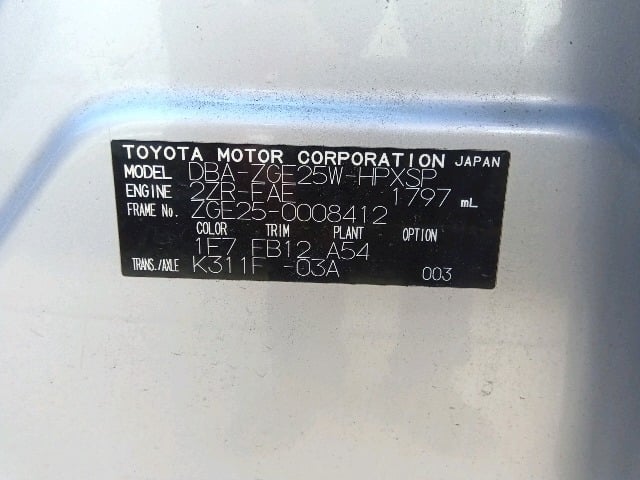 TOYOTA MOTOR CORPORATION JAPAN
MODEL DBA-ZGE25W-HPXSP
ENGINE 2ZR-FAE 1797 mL
FRAME No. ZGE25-0008412
COLOR TRIM PLANT OPTION
1F7 FB12 A54
TRANS./AXLE K311F -03A 003